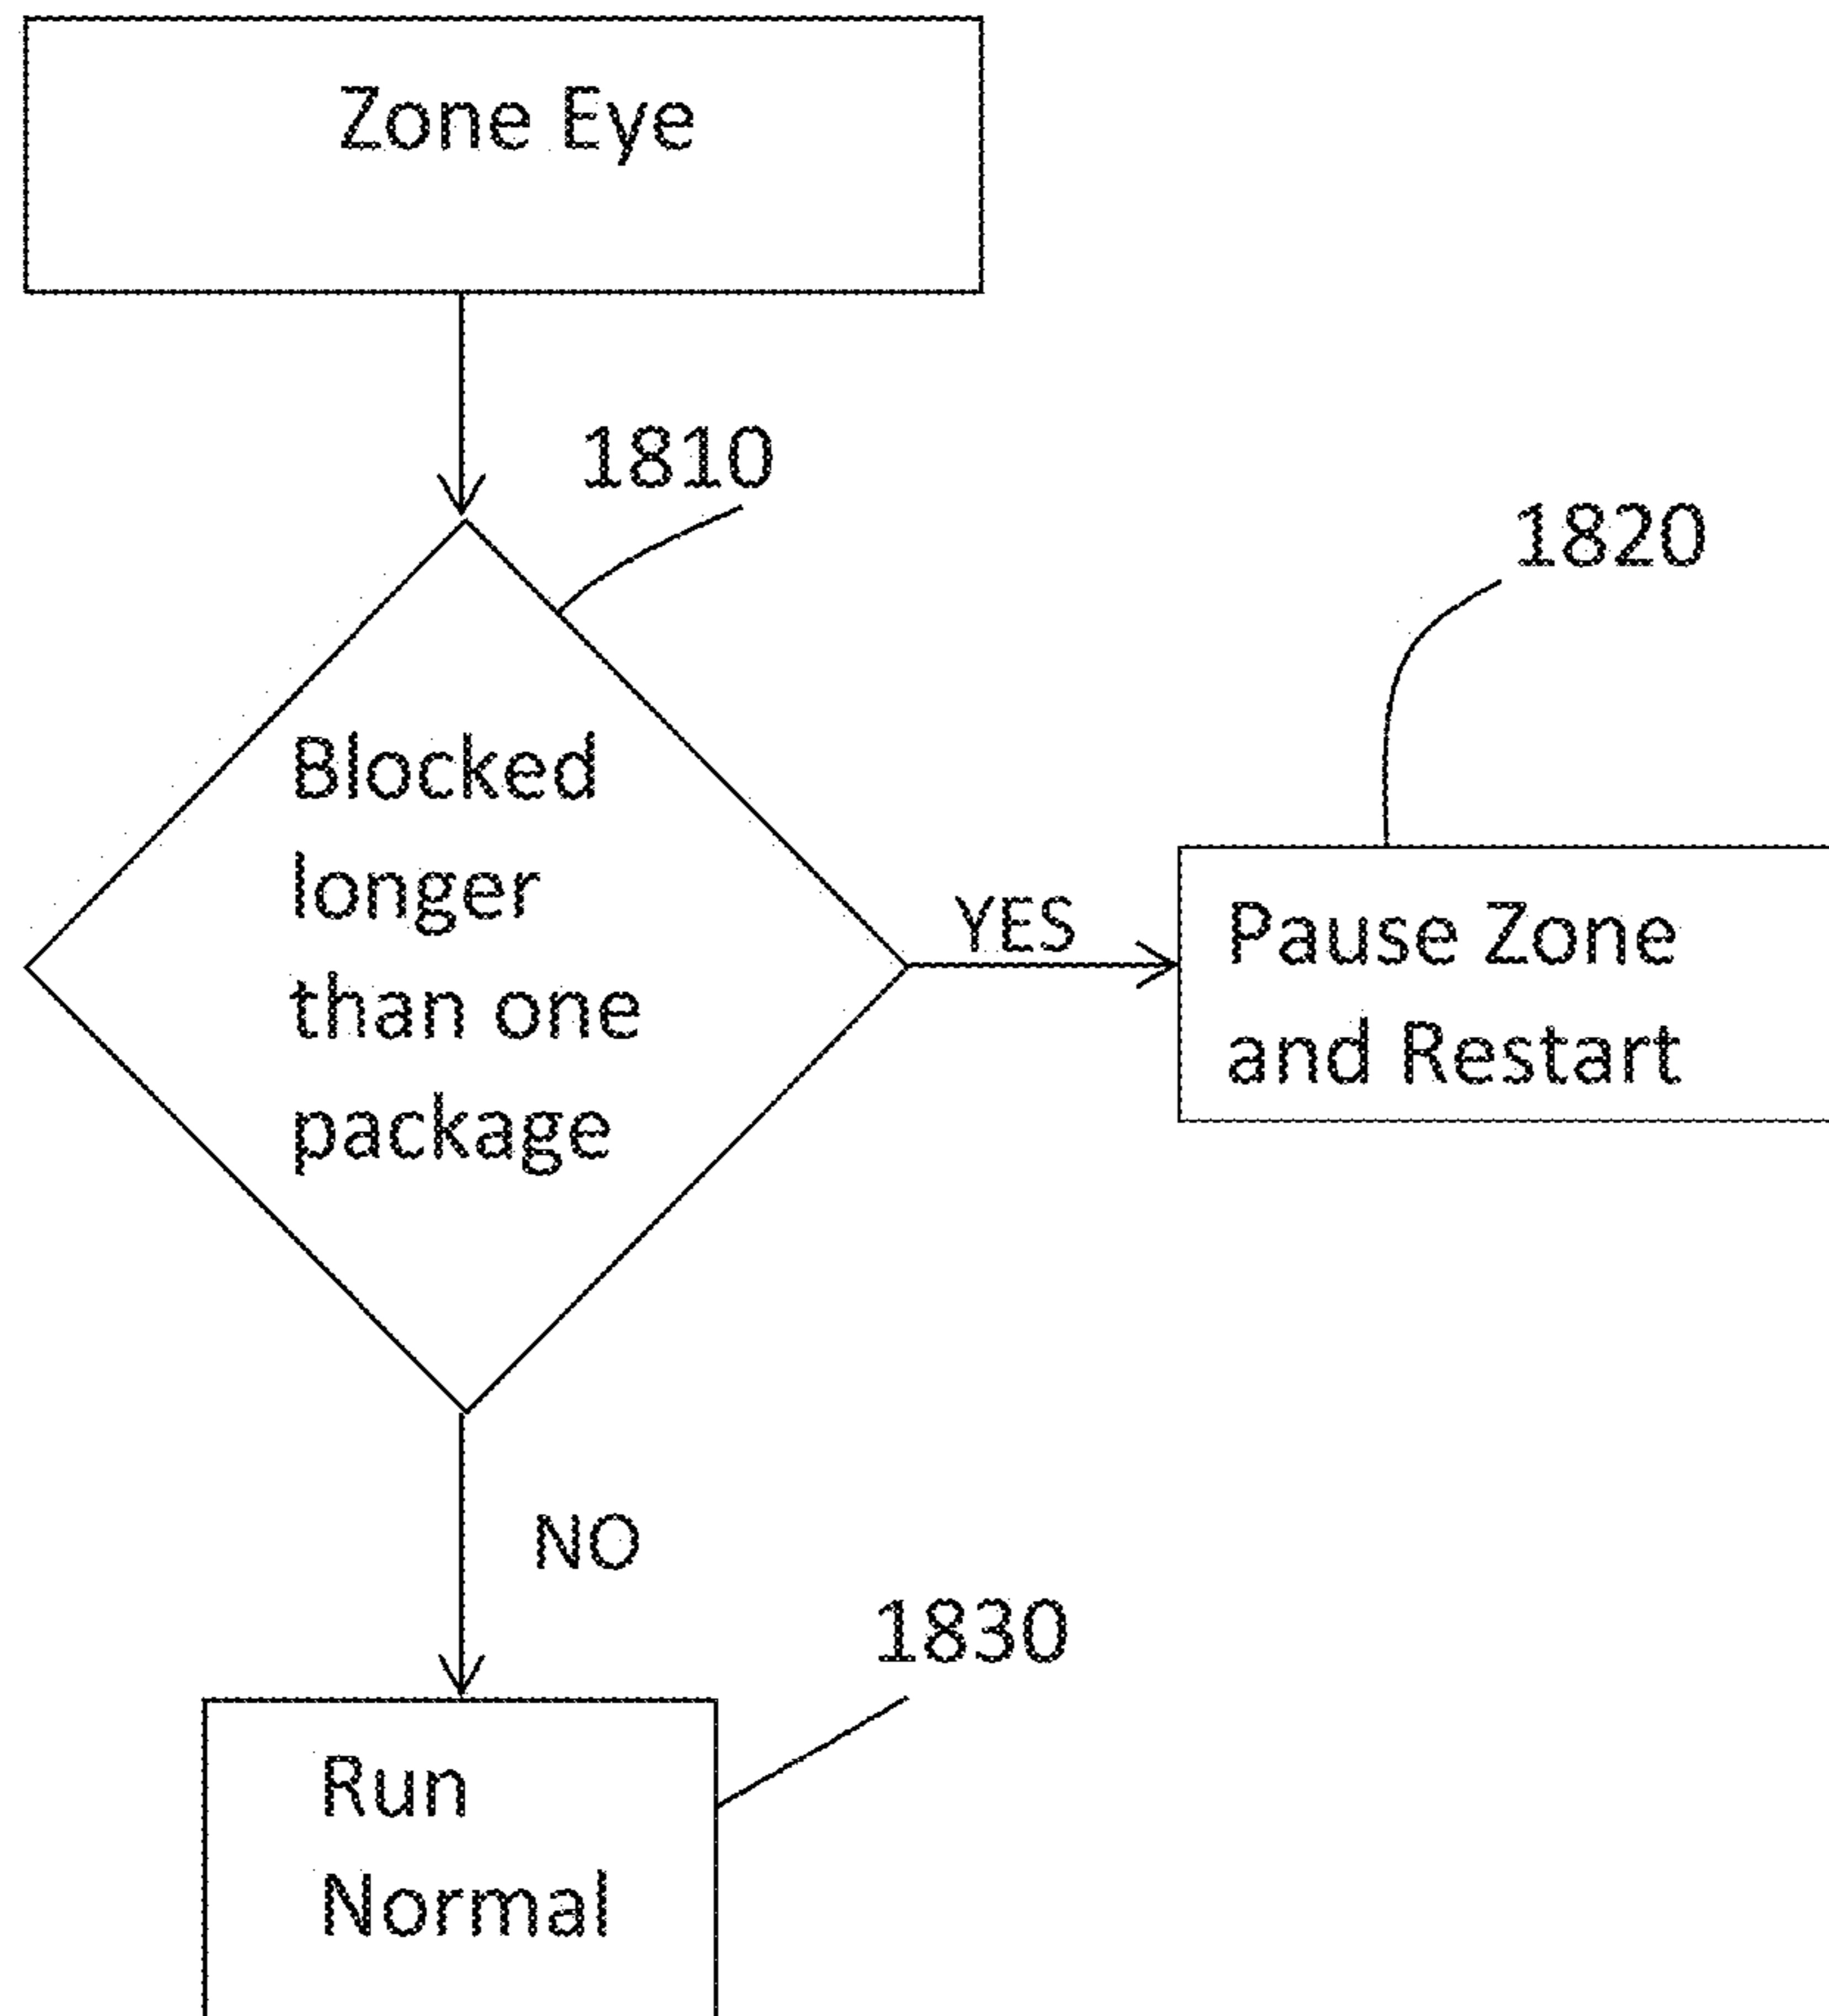 Zone Eye
1810
1820
Blocked
longer
than one
package
YES
Pause Zone
and Restart
NO
1830
Run
Normal